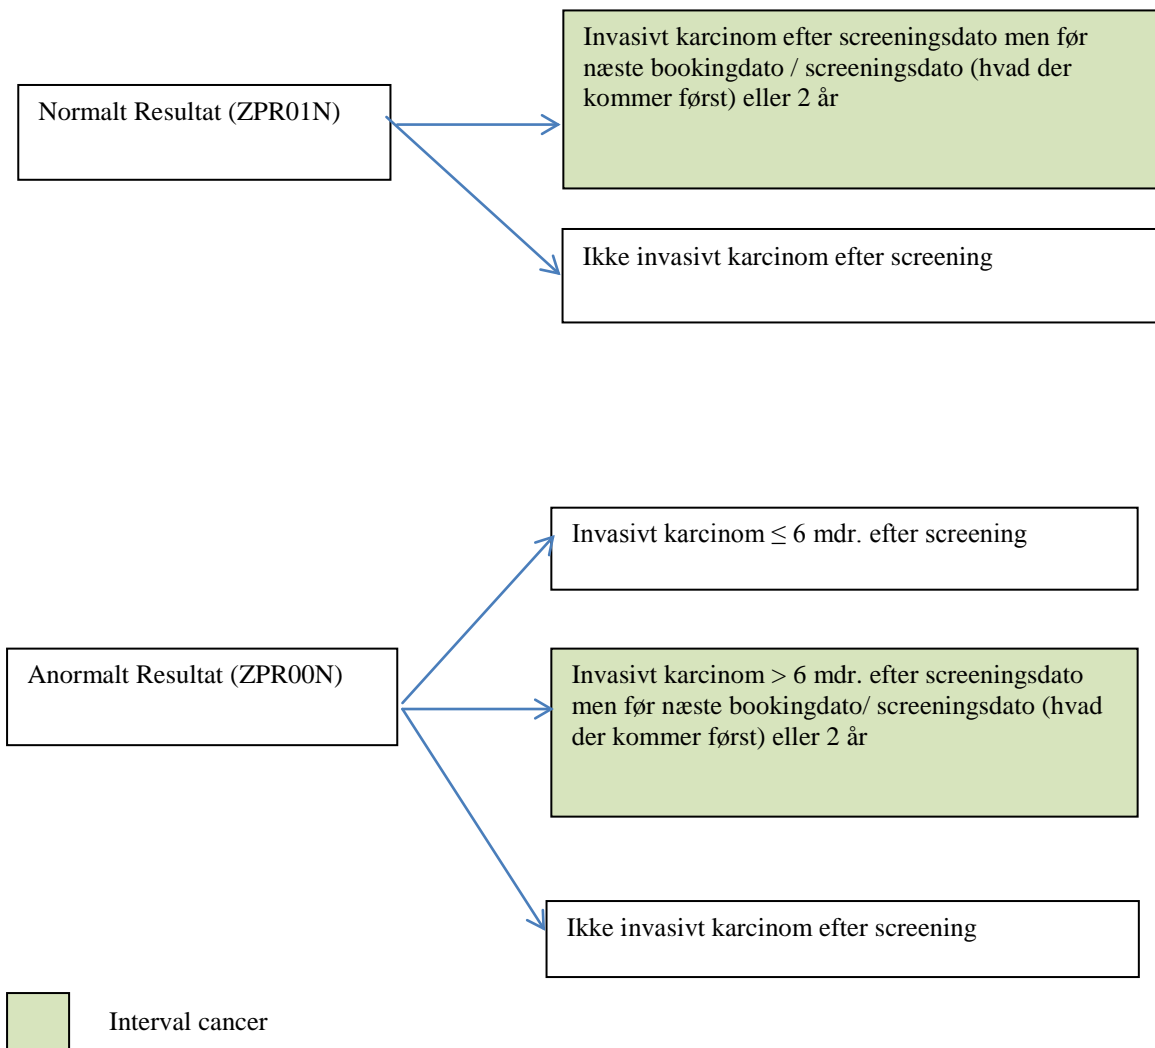 Invasivt karcinom efter screeningsdato men før
næste bookingdato / screeningsdato (hvad der
kommer først) eller 2 år
Normalt Resultat (ZPR01N)
Ikke invasivt karcinom efter screening
Invasivt karcinom ≤ 6 mdr. efter screening
Anormalt Resultat (ZPR00N)
Invasivt karcinom > 6 mdr. efter screeningsdato
men før næste bookingdato/ screeningsdato (hvad
der kommer først) eller 2 år
Ikke invasivt karcinom efter screening
Interval cancer